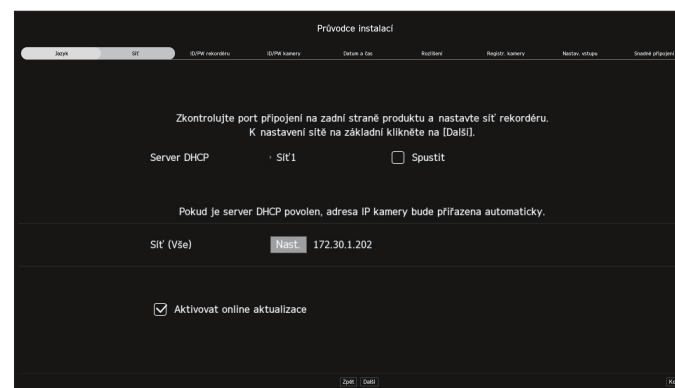 Průvodce instalací
Jazyk Síť ID/PW rekordéru ID/PW kamery Datum a čas Rozlišení Registr. kamery Nastav. vstupu Snadné připojení
Zkontrolujte port připojení na zadní straně produktu a nastavte síť rekordéru.
K nastavení sítě na základní klikněte na [Další].
Server DHCP Síť1 Spustit
Pokud je server DHCP povolen, adresa IP kamery bude přiřazena automaticky.
Síť (Vše) Nast. 172.30.1.202
Aktivovat online aktualizace
Zpět Další